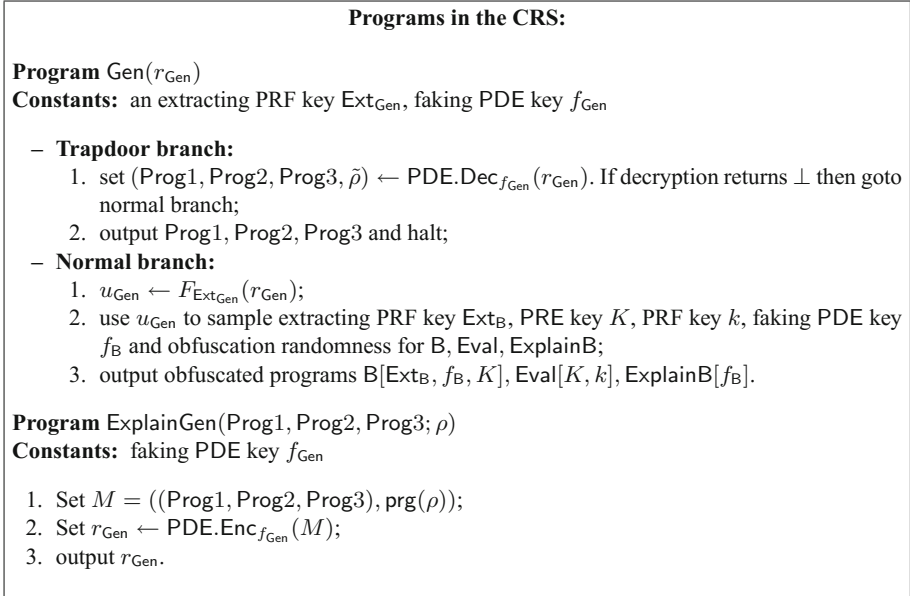 Programs in the CRS:
Program Gen(r_Gen)
Constants: an extracting PRF key Ext_Gen, faking PDE key f_Gen
– Trapdoor branch:
1. set (Prog1, Prog2, Prog3, ρ̃) ← PDE.Dec_{f_Gen}(r_Gen). If decryption returns ⊥ then goto
normal branch;
2. output Prog1, Prog2, Prog3 and halt;
– Normal branch:
1. u_Gen ← F_{Ext_Gen}(r_Gen);
2. use u_Gen to sample extracting PRF key Ext_B, PRE key K, PRF key k, faking PDE key
f_B and obfuscation randomness for B, Eval, ExplainB;
3. output obfuscated programs B[Ext_B, f_B, K], Eval[K, k], ExplainB[f_B].
Program ExplainGen(Prog1, Prog2, Prog3; ρ)
Constants: faking PDE key f_Gen
1. Set M = ((Prog1, Prog2, Prog3), prg(ρ));
2. Set r_Gen ← PDE.Enc_{f_Gen}(M);
3. output r_Gen.